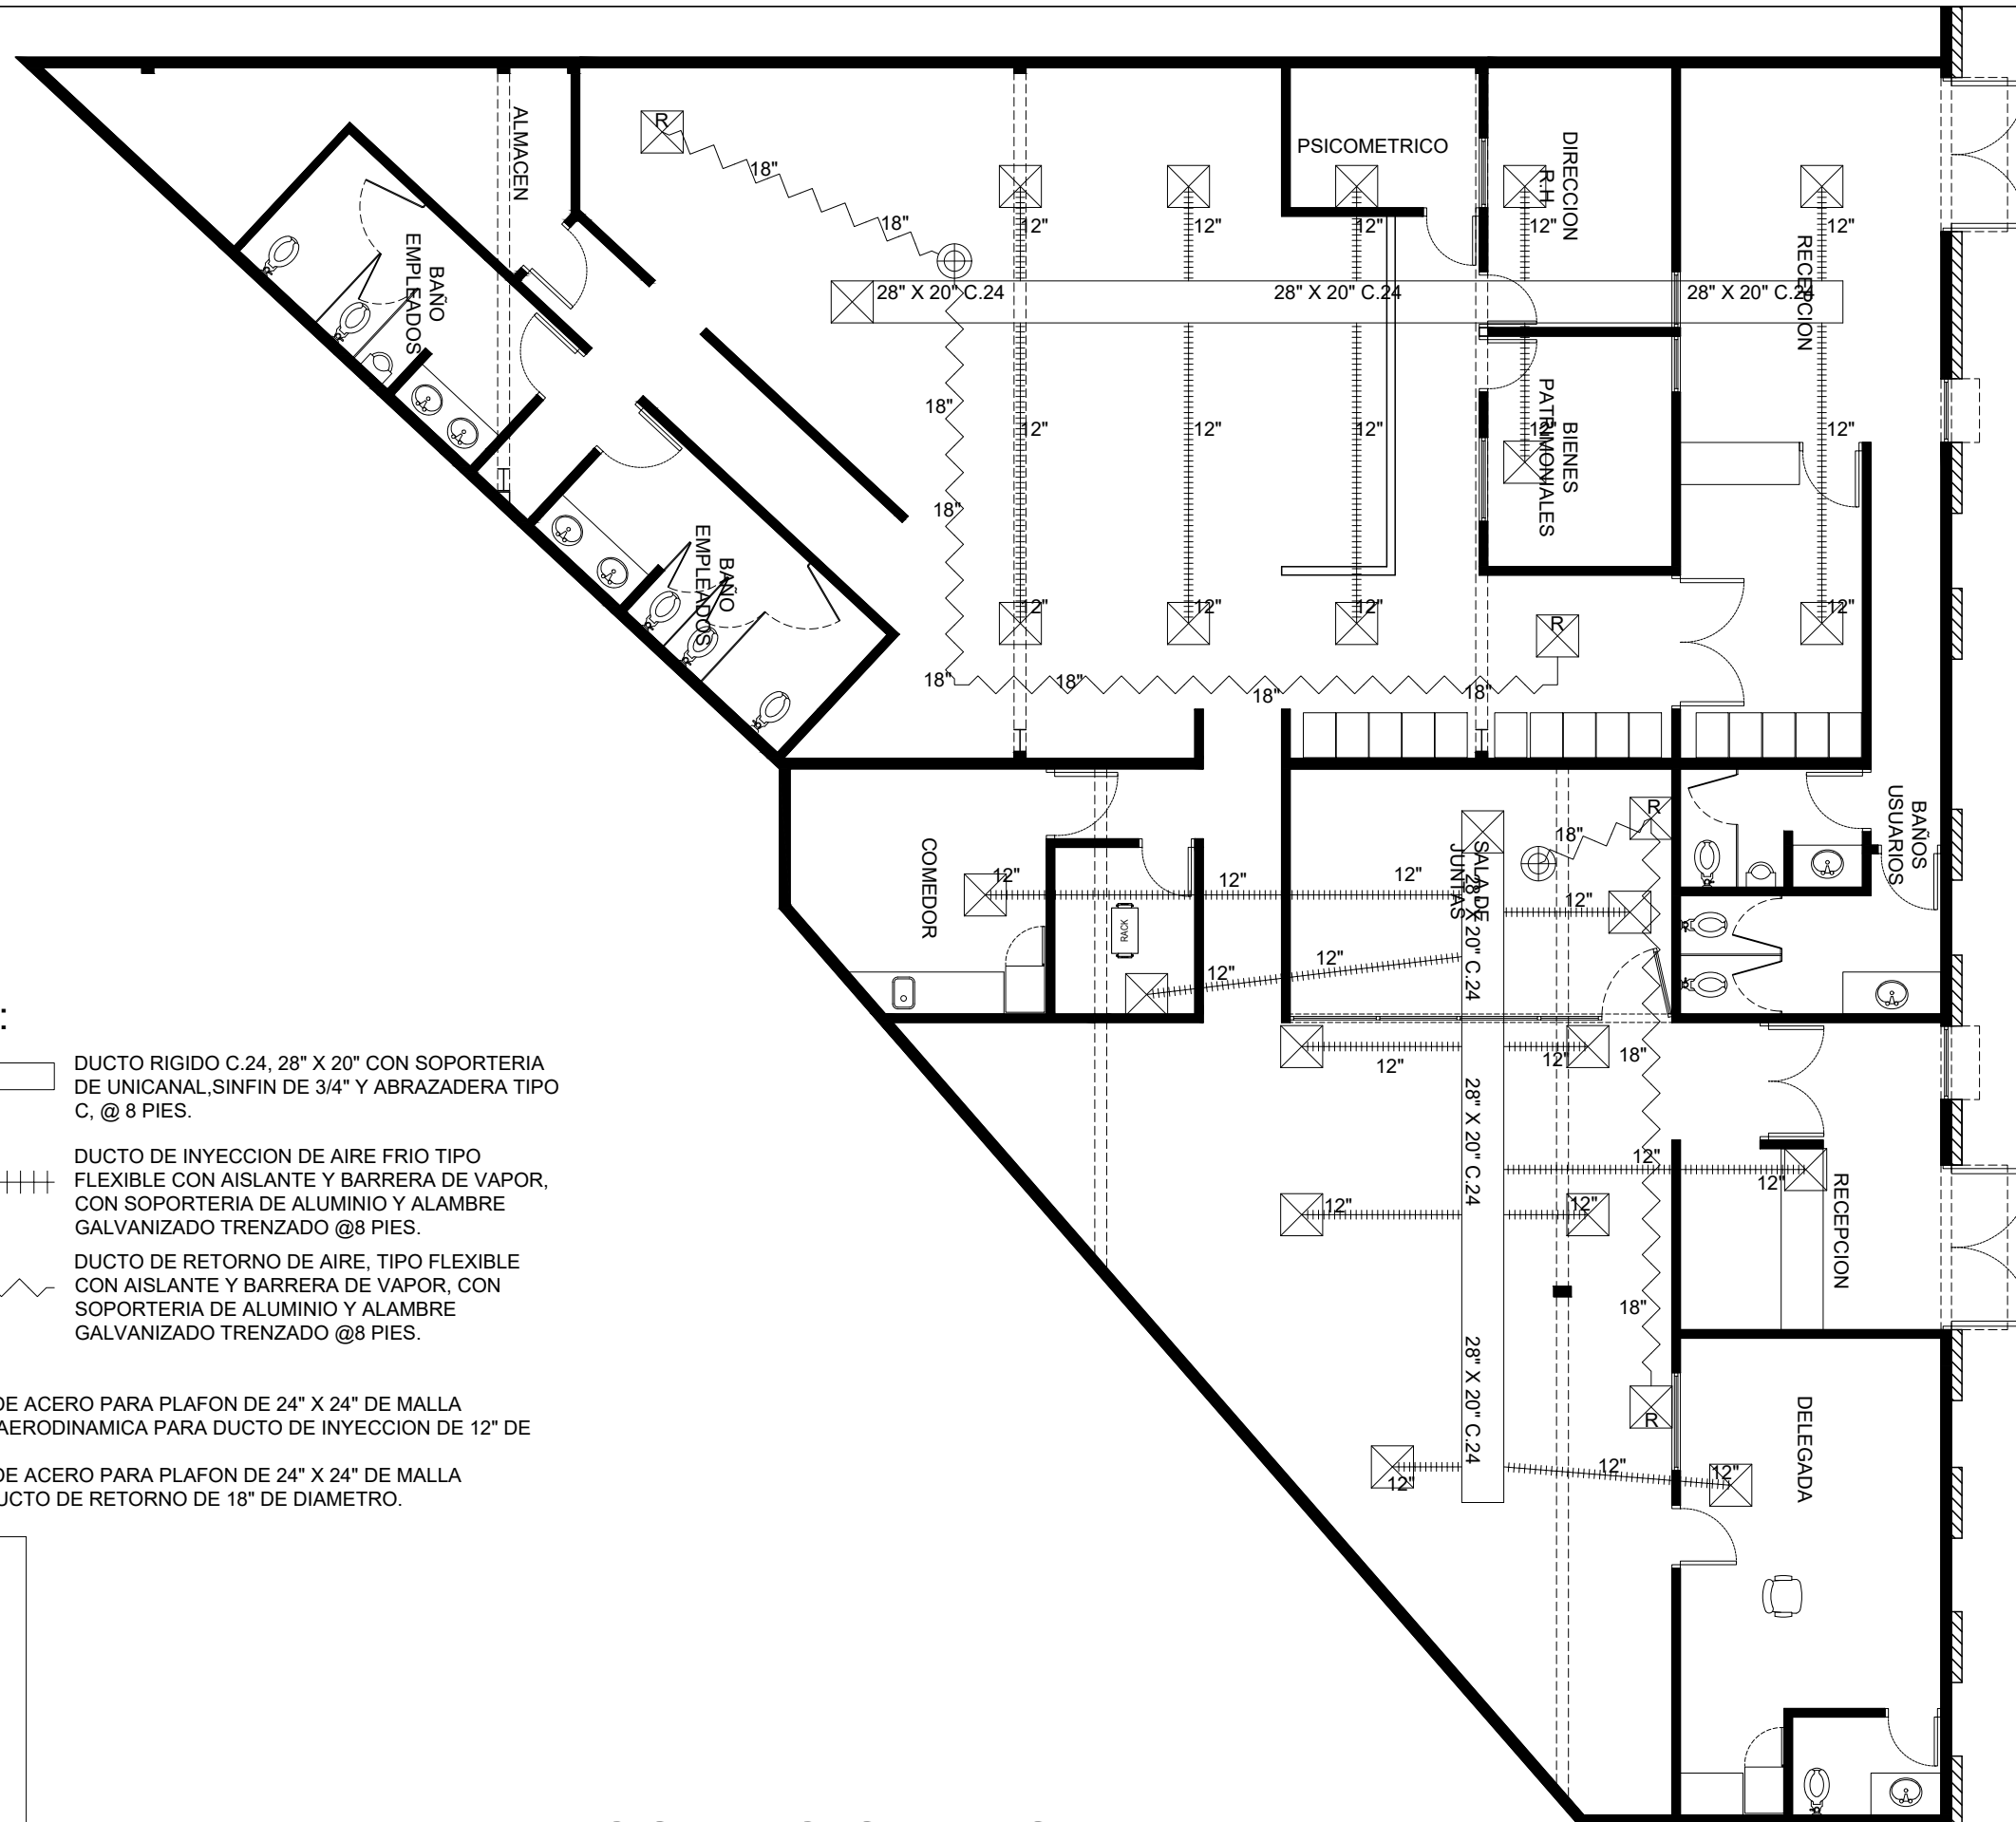 R
18"
18"
ALMACEN
PSICOMETRICO
DIRECCION
R.H.
RECEPCION
12"
12"
12"
12"
12"
28" X 20" C.24
28" X 20" C.24
28" X 20" C.24
BAÑO
EMPLEADOS
18"
12"
12"
12"
12"
12"
BIENES
PATRIMONIALES
18"
BAÑO
EMPLEADOS
12"
12"
12"
12"
R
18"
18"
18"
18"
R
18"
BAÑOS
USUARIOS
COMEDOR
SALA DE
JUNTAS
12"
12"
12"
12"
28" X 20" C.24
RACK
12"
12"
:
DUCTO RIGIDO C.24, 28" X 20" CON SOPORTERIA
DE UNICANAL,SINFIN DE 3/4" Y ABRAZADERA TIPO
C, @ 8 PIES.
12"
12"
18"
28" X 20" C.24
DUCTO DE INYECCION DE AIRE FRIO TIPO
FLEXIBLE CON AISLANTE Y BARRERA DE VAPOR,
CON SOPORTERIA DE ALUMINIO Y ALAMBRE
GALVANIZADO TRENZADO @8 PIES.
12"
12"
12"
12"
RECEPCION
DUCTO DE RETORNO DE AIRE, TIPO FLEXIBLE
CON AISLANTE Y BARRERA DE VAPOR, CON
SOPORTERIA DE ALUMINIO Y ALAMBRE
GALVANIZADO TRENZADO @8 PIES.
18"
28" X 20" C.24
R
DELEGADA
DE ACERO PARA PLAFON DE 24" X 24" DE MALLA
AERODINAMICA PARA DUCTO DE INYECCION DE 12" DE
12"
12"
12"
DE ACERO PARA PLAFON DE 24" X 24" DE MALLA
DUCTO DE RETORNO DE 18" DE DIAMETRO.